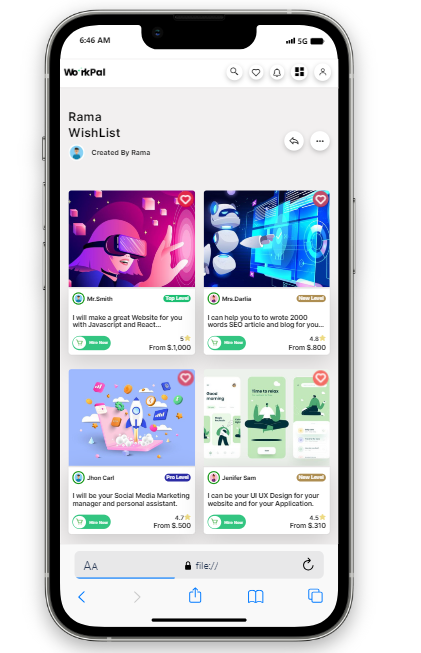 6:46 AM
5G
WorkPal
Rama
WishList
Created By Rama
Mr.Smith
Top Level
I will make a great Website for you
with Javascript and React...
5
Hire Now
From $.1,000
Mrs.Darlia
New Level
I can help you to to wrote 2000
words SEO article and blog for you...
4.8
Hire Now
From $.800
Good
morning
time to relax
Jhon Carl
Pro Level
I will be your Social Media Marketing
manager and personal assistant.
4.7
Hire Now
From $.500
Jenifer Sam
New Level
I can be your UI UX Design for your
website and for your Application.
4.5
Hire Now
From $.310
AA
file://